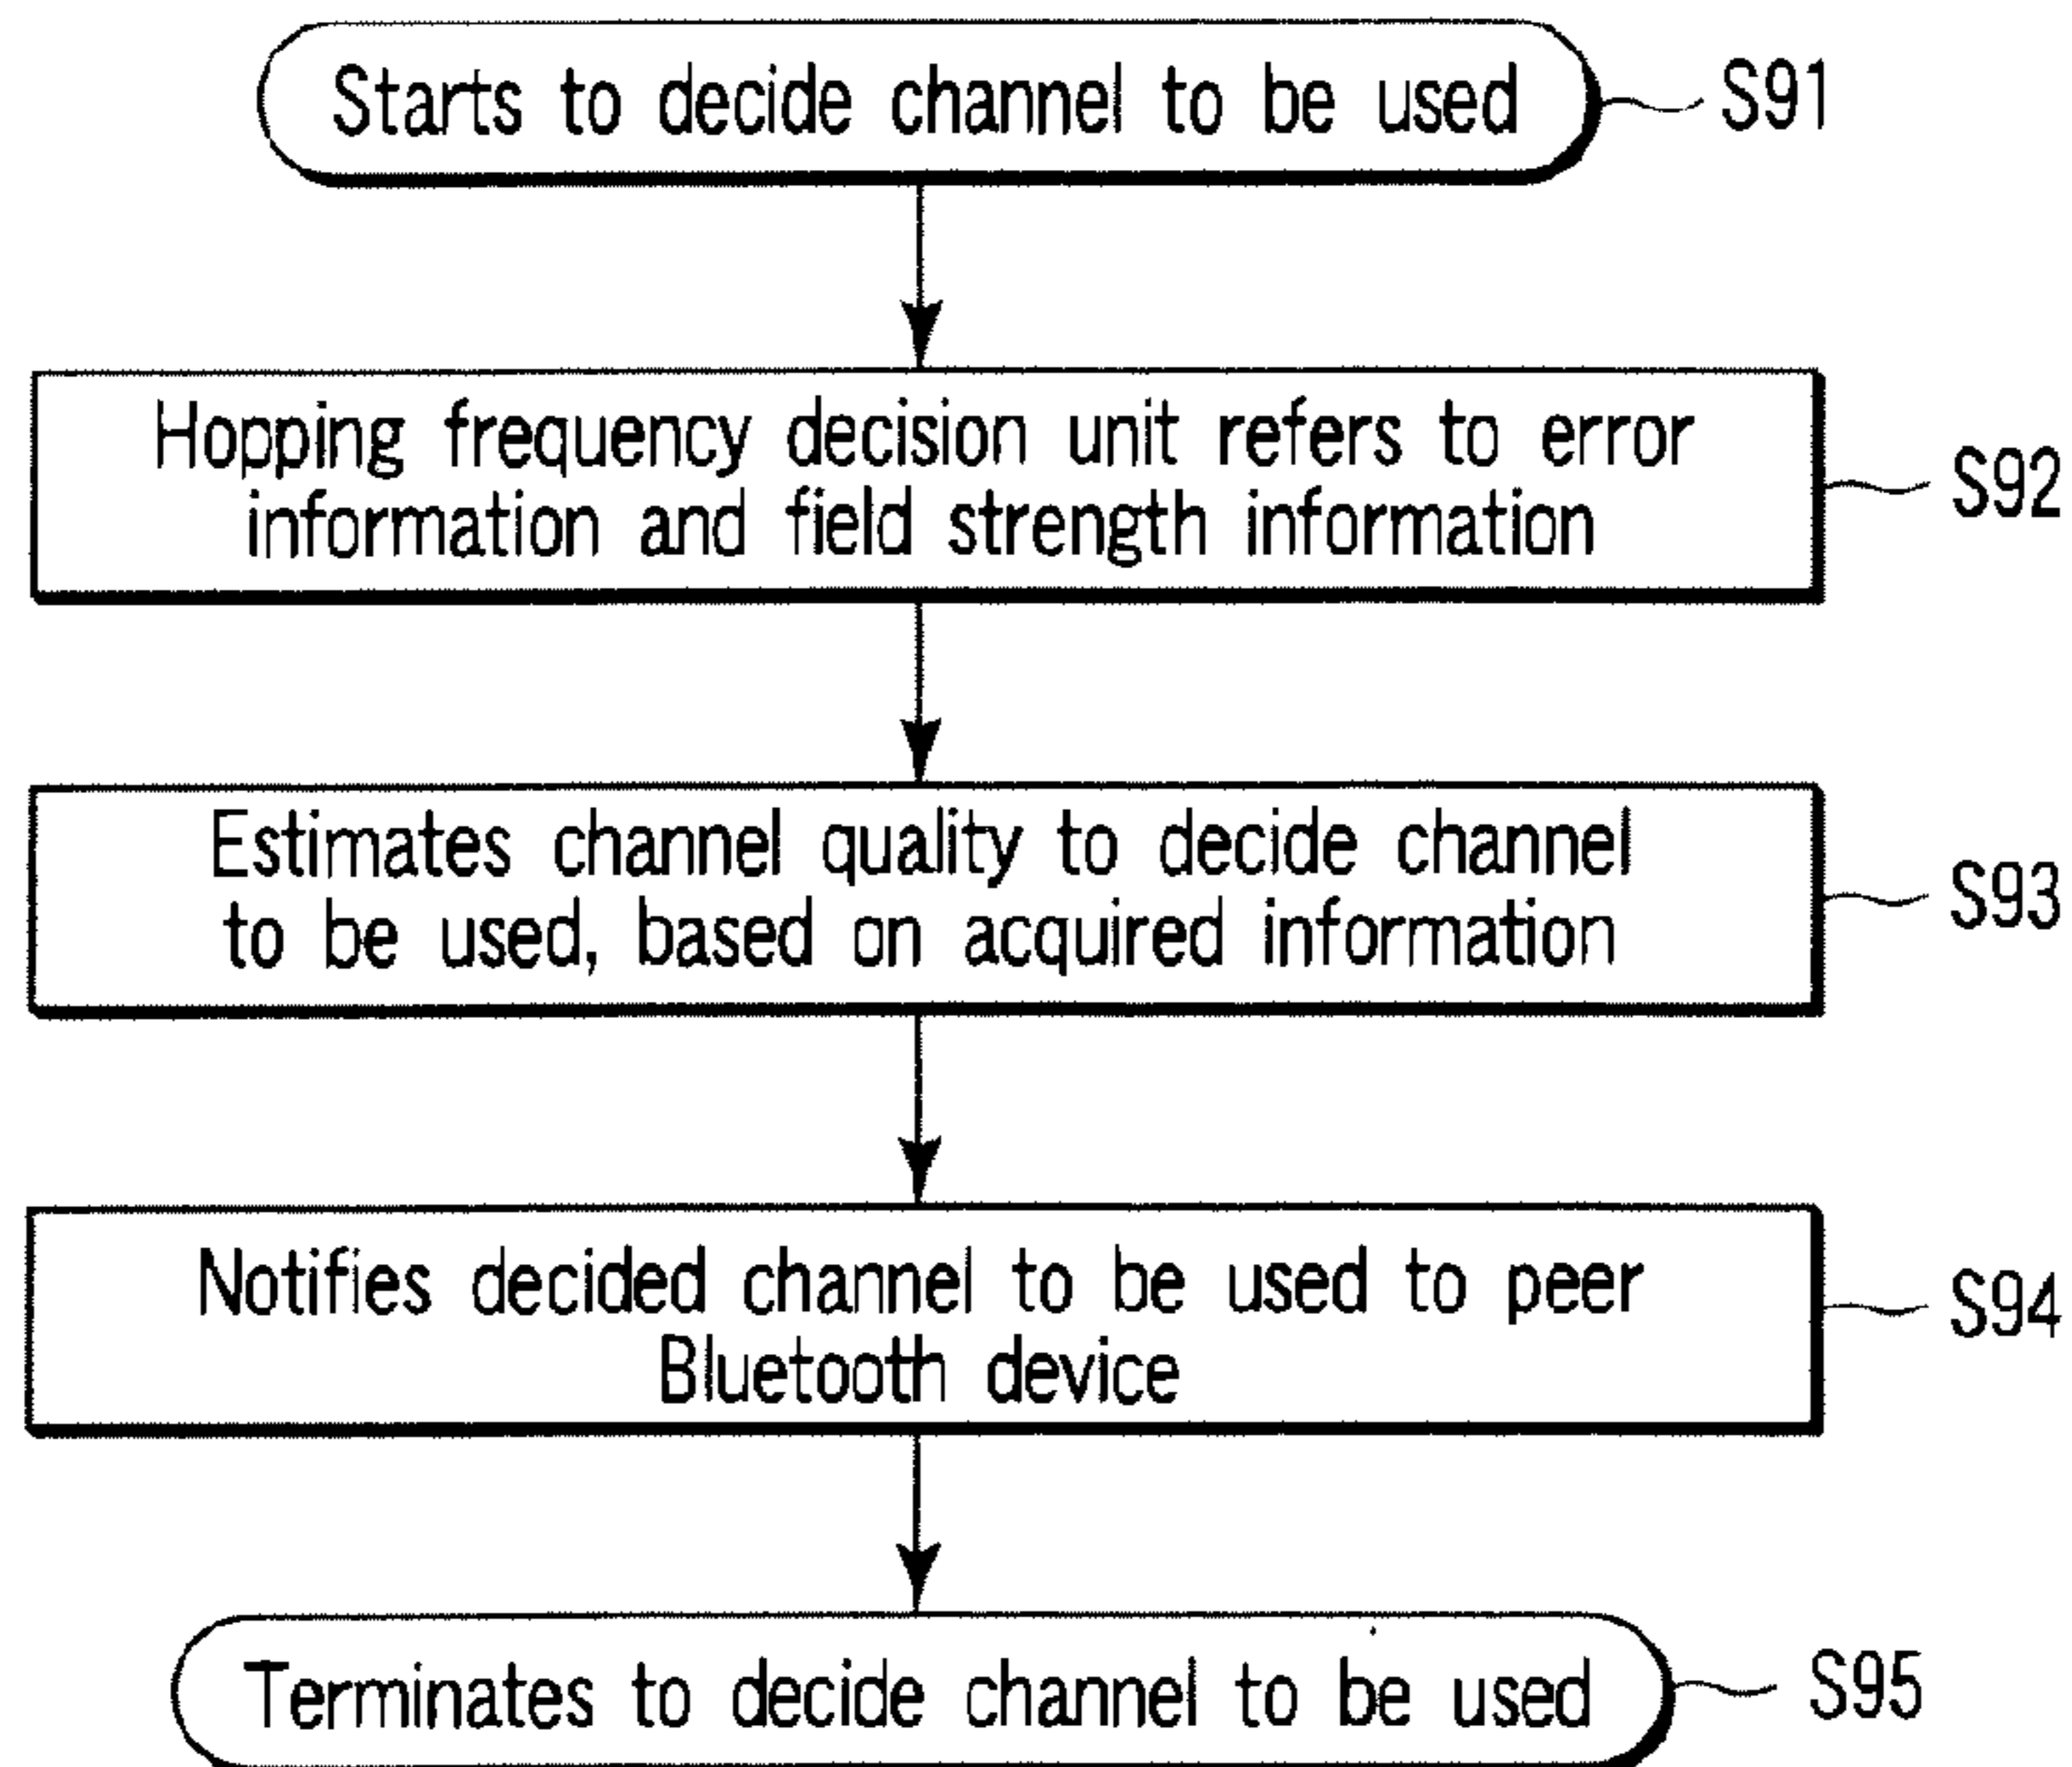 Starts to decide channel to be used
S91
Hopping frequency decision unit refers to error
information and field strength information
S92
Estimates channel quality to decide channel
to be used, based on acquired information
S93
Notifies decided channel to be used to peer
Bluetooth device
S94
Terminates to decide channel to be used
S95